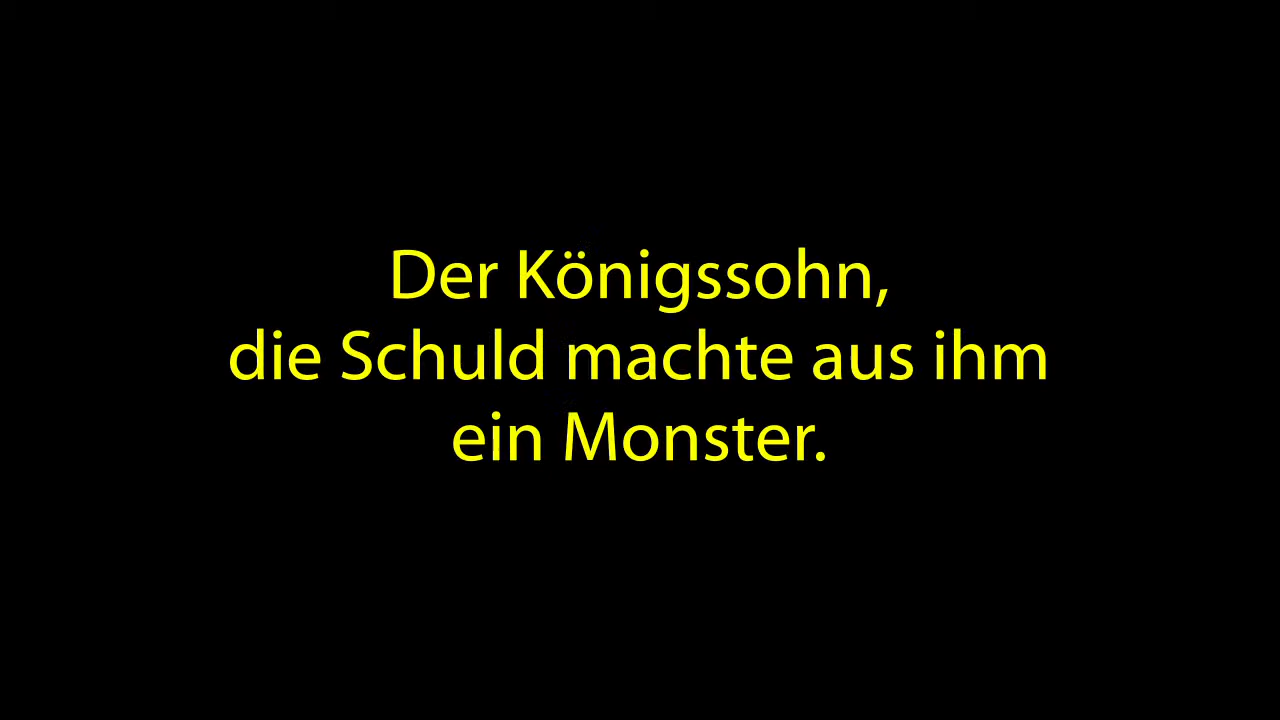 Der Königssohn,
die Schuld machte aus ihm
ein Monster.